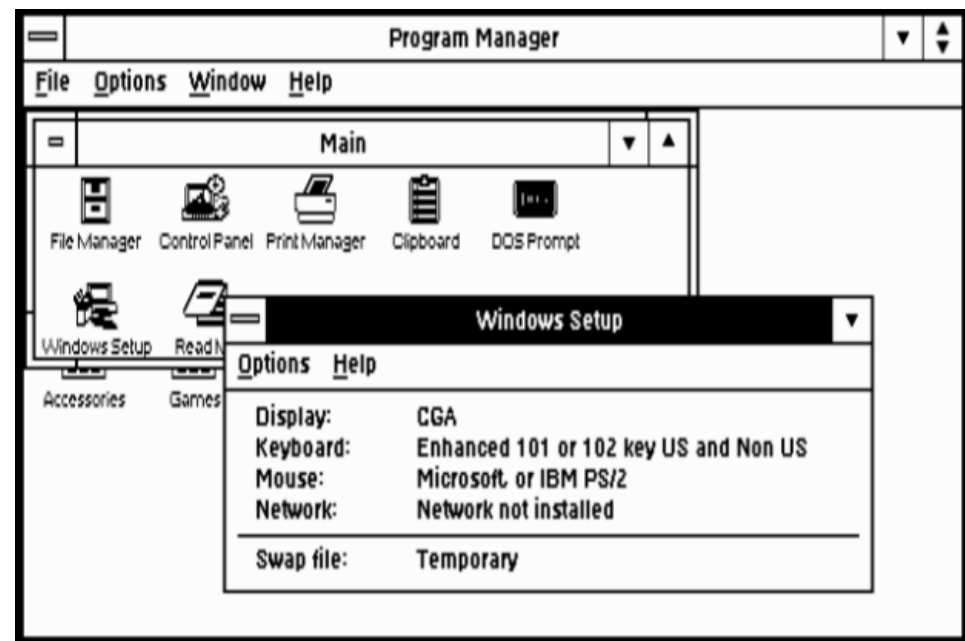 Program Manager
File Options Window Help
Main
File Manager Control Panel Print Manager Clipboard DOS Prompt
Windows Setup Read
Windows Setup
Options Help
Accessories Games
Display: CGA
Keyboard: Enhanced 101 or 102 key US and Non US
Mouse: Microsoft, or IBM PS/2
Network: Network not installed
Swap file: Temporary